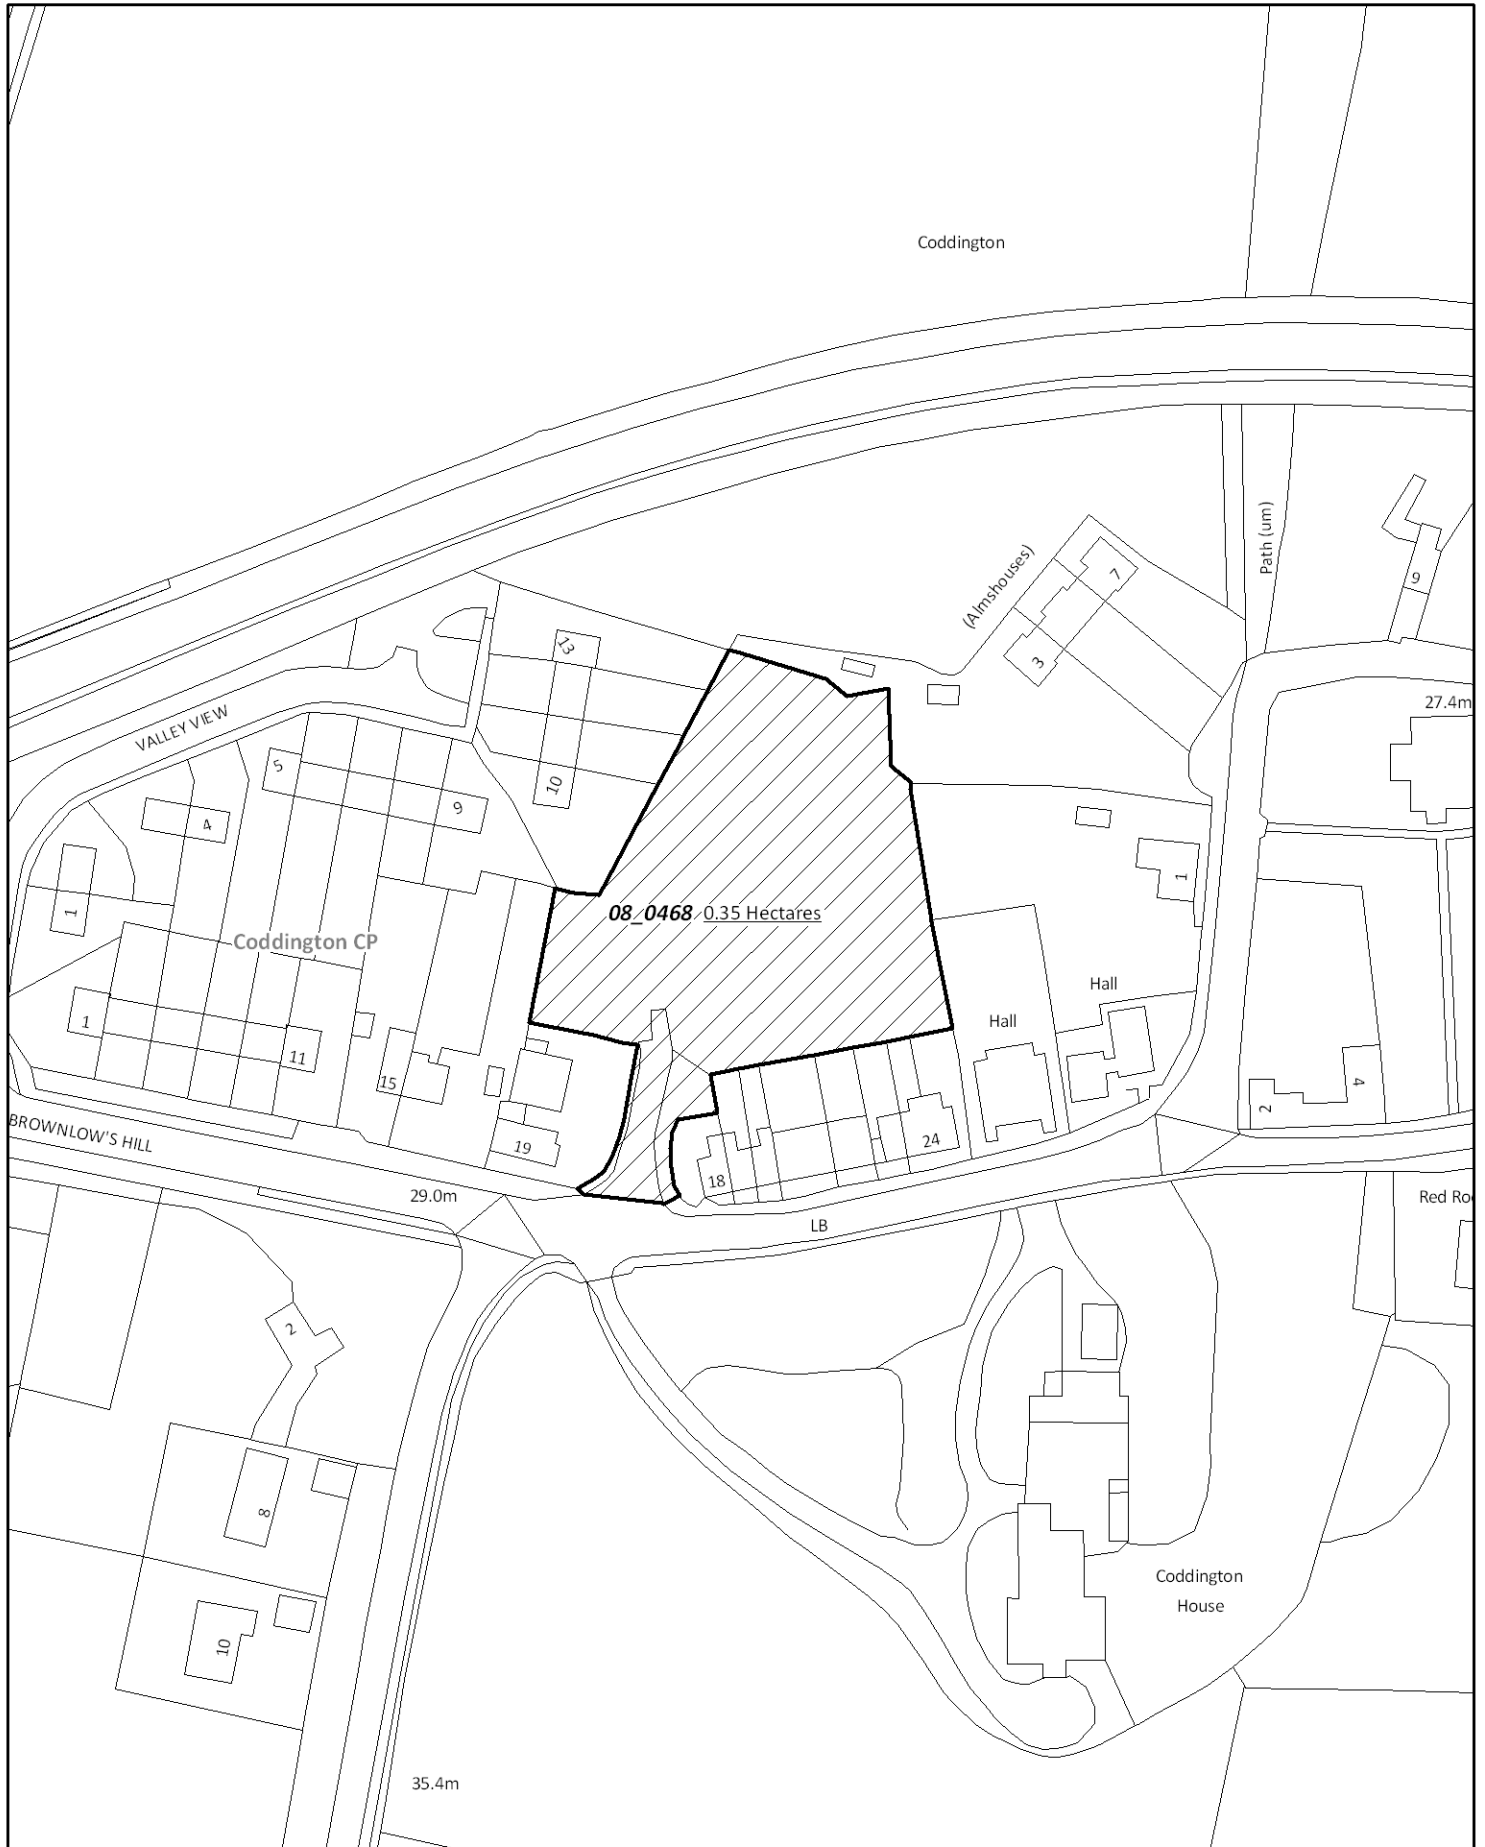 Coddington
(Almshouses)
7
3
Path (um)
9
27.4m
13
10
VALLEY VIEW
5
9
4
1
1
08_0468 0.35 Hectares
Coddington CP
Hall
Hall
1
11
15
19
18
24
2
4
BROWNLOW'S HILL
29.0m
LB
Red Ro
2
8
10
Coddington
House
35.4m